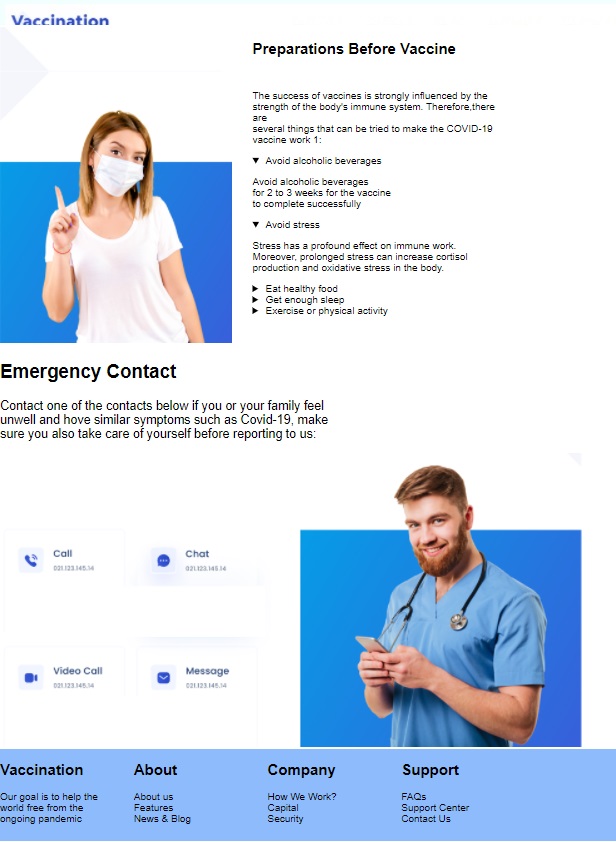 Vaccination
Preparations Before Vaccine
The success of vaccines is strongly influenced by the
strength of the body's immune system. Therefore,there
are
several things that can be tried to make the COVID-19
vaccine work 1:
▼ Avoid alcoholic beverages
Avoid alcoholic beverages
for 2 to 3 weeks for the vaccine
to complete successfully
▼ Avoid stress
Stress has a profound effect on immune work.
Moreover, prolonged stress can increase cortisol
production and oxidative stress in the body.
▶ Eat healthy food
▶ Get enough sleep
▶ Exercise or physical activity
Emergency Contact
Contact one of the contacts below if you or your family feel
unwell and hove similar symptoms such as Covid-19, make
sure you also take care of yourself before reporting to us:
Call
021.123.145.14
Chat
021.123.145.14
Video Call
021.123.145.14
Message
021.123.145.14
Vaccination
Our goal is to help the
world free from the
ongoing pandemic
About
About us
Features
News & Blog
Company
How We Work?
Capital
Security
Support
FAQs
Support Center
Contact Us